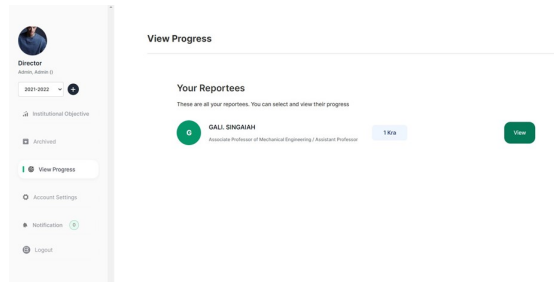 Director
Admin, Admin ()
2021-2022
Institutional Objective
Archived
View Progress
Account Settings
Notification 0
Logout
View Progress
Your Reportees
These are all your reportees. You can select and view their progress
G
GALI. SINGAIAH
Associate Professor of Mechanical Engineering / Assistant Professor
1 Kra
View